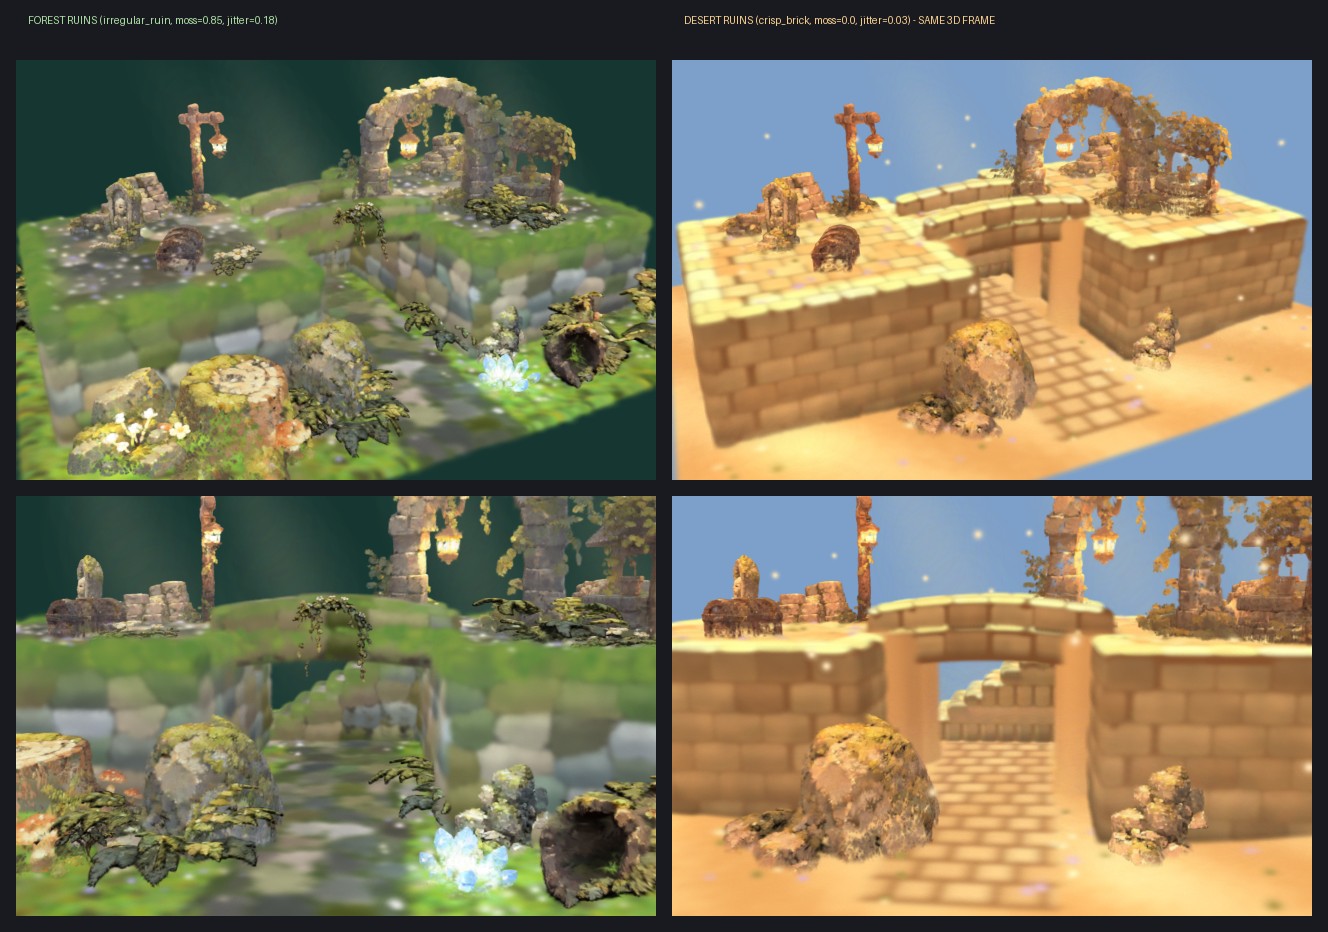 FOREST RUINS (irregular_ruin, moss=0.85, jitter=0.18)
DESERT RUINS (crisp_brick, moss=0.0, jitter=0.03) - SAME 3D FRAME